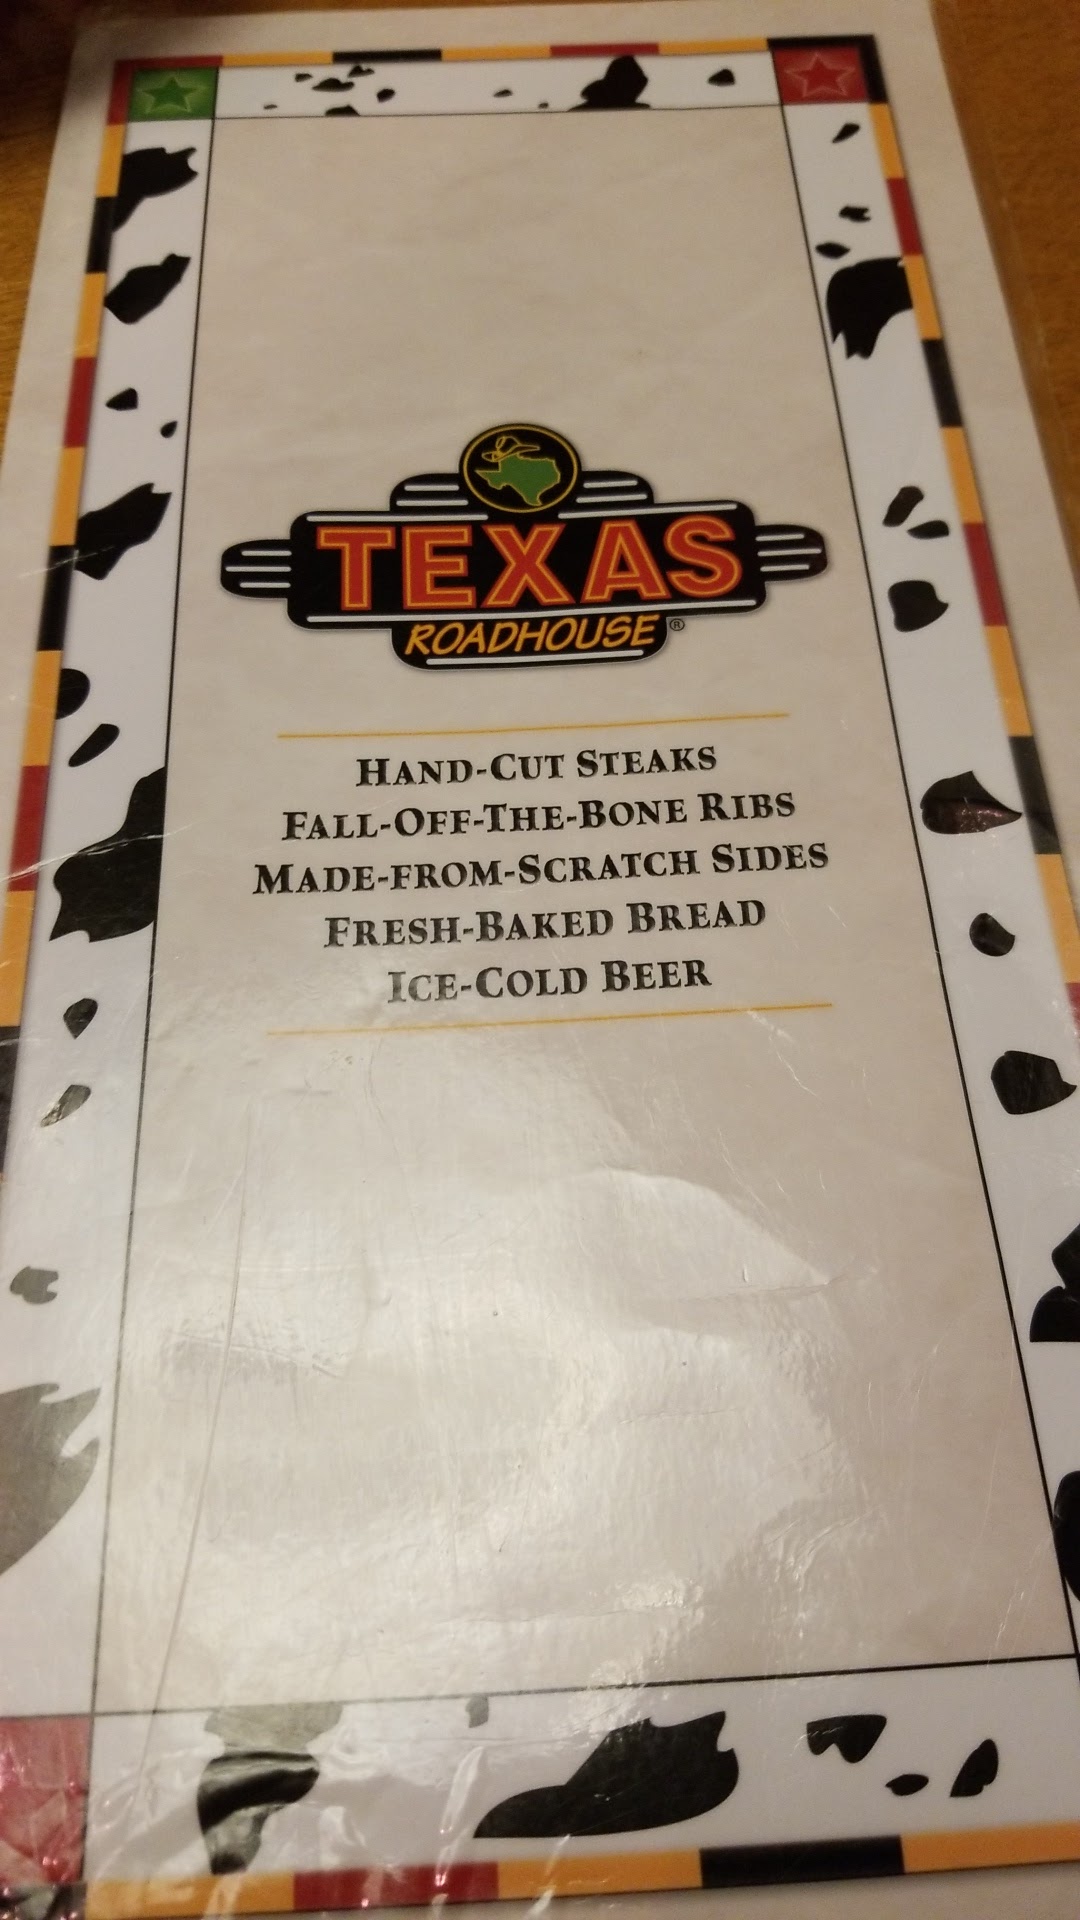 TEXAS
ROADHOUSE®
HAND-CUT STEAKS
FALL-OFF-THE-BONE RIBS
MADE-FROM-SCRATCH SIDES
FRESH-BAKED BREAD
ICE-COLD BEER